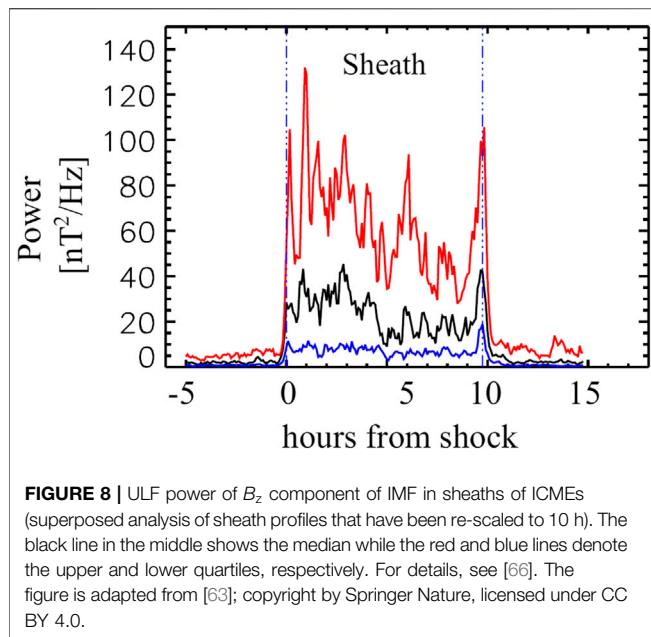 140
120
100
80
60
40
20
0
Power
[nT²/Hz]
Sheath
-5 0 5 10 15
hours from shock
FIGURE 8 | ULF power of Bz component of IMF in sheaths of ICMEs
(superposed analysis of sheath profiles that have been re-scaled to 10 h). The
black line in the middle shows the median while the red and blue lines denote
the upper and lower quartiles, respectively. For details, see [66]. The
figure is adapted from [63]; copyright by Springer Nature, licensed under CC
BY 4.0.